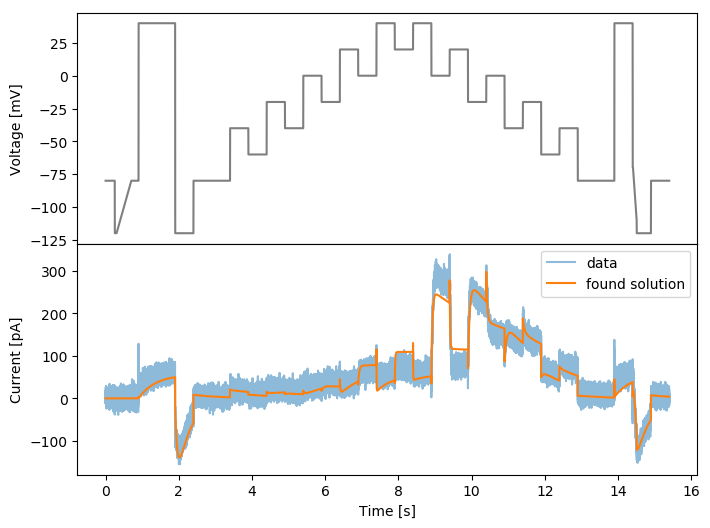 25
0
−25
−50
−75
−100
−125
Voltage [mV]
300
200
100
0
−100
Current [pA]
data
found solution
0 2 4 6 8 10 12 14 16
Time [s]